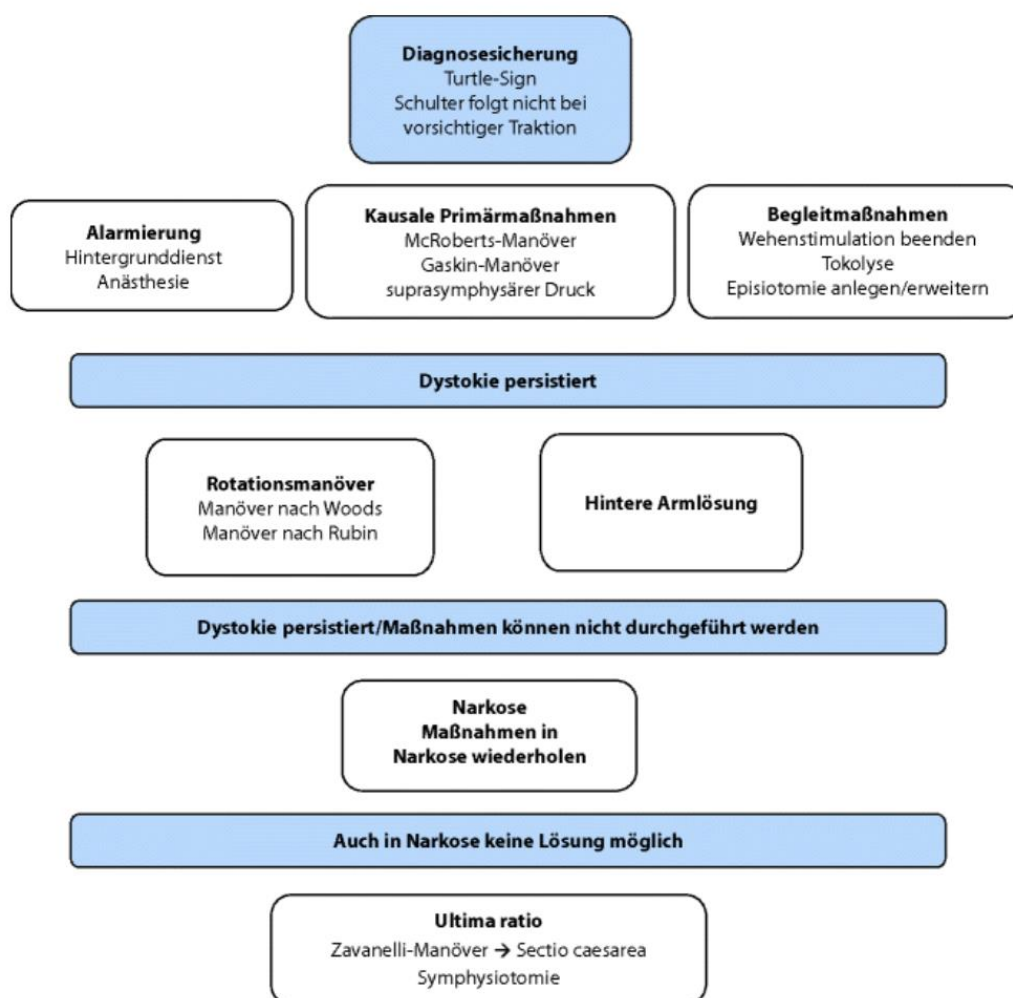 Diagnosesicherung
Turtle-Sign
Schulter folgt nicht bei
vorsichtiger Traktion
Alarmierung
Hintergrunddienst
Anästhesie
Kausale Primärmaßnahmen
McRoberts-Manöver
Gaskin-Manöver
suprasymphysärer Druck
Begleitmaßnahmen
Wehenstimulation beenden
Tokolyse
Episiotomie anlegen/erweitern
Dystokie persistiert
Rotationsmanöver
Manöver nach Woods
Manöver nach Rubin
Hintere Armlösung
Dystokie persistiert/Maßnahmen können nicht durchgeführt werden
Narkose
Maßnahmen in
Narkose wiederholen
Auch in Narkose keine Lösung möglich
Ultima ratio
Zavanelli-Manöver → Sectio caesarea
Symphysiotomie